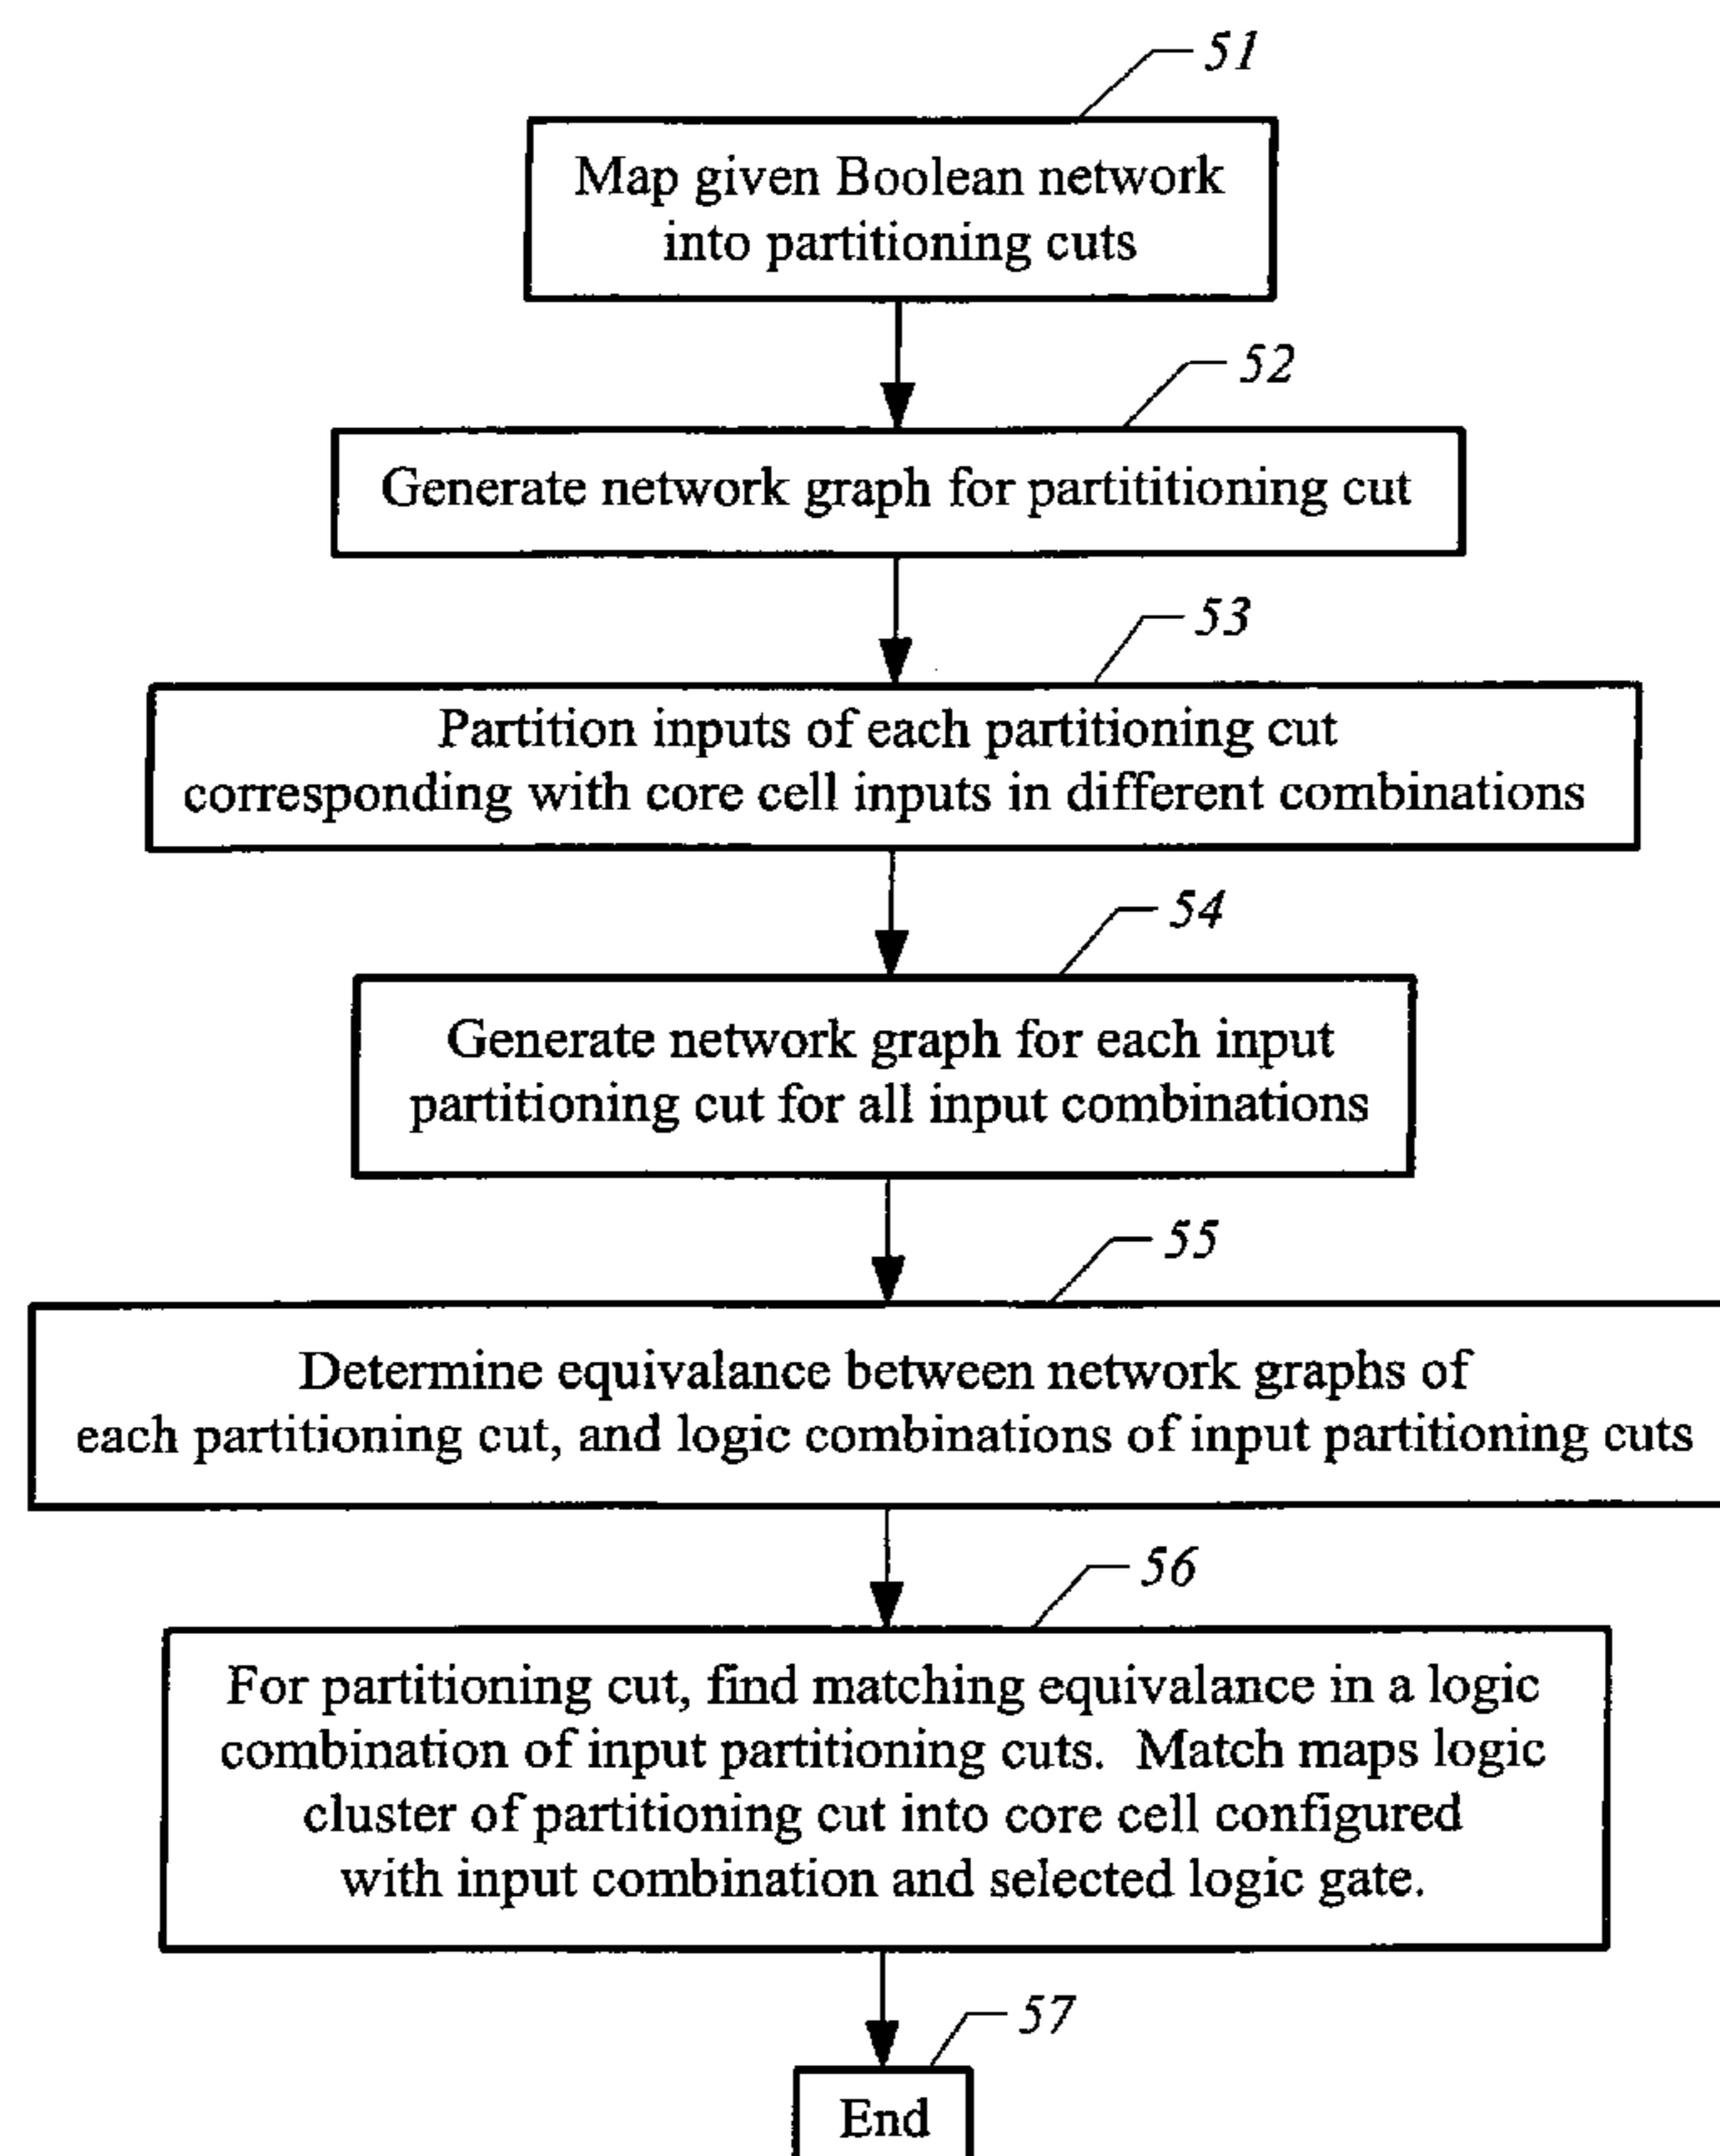 51
Map given Boolean network
into partitioning cuts
52
Generate network graph for partititioning cut
53
Partition inputs of each partitioning cut
corresponding with core cell inputs in different combinations
54
Generate network graph for each input
partitioning cut for all input combinations
55
Determine equivalance between network graphs of
each partitioning cut, and logic combinations of input partitioning cuts
56
For partitioning cut, find matching equivalance in a logic
combination of input partitioning cuts.  Match maps logic
cluster of partitioning cut into core cell configured
with input combination and selected logic gate.
57
End